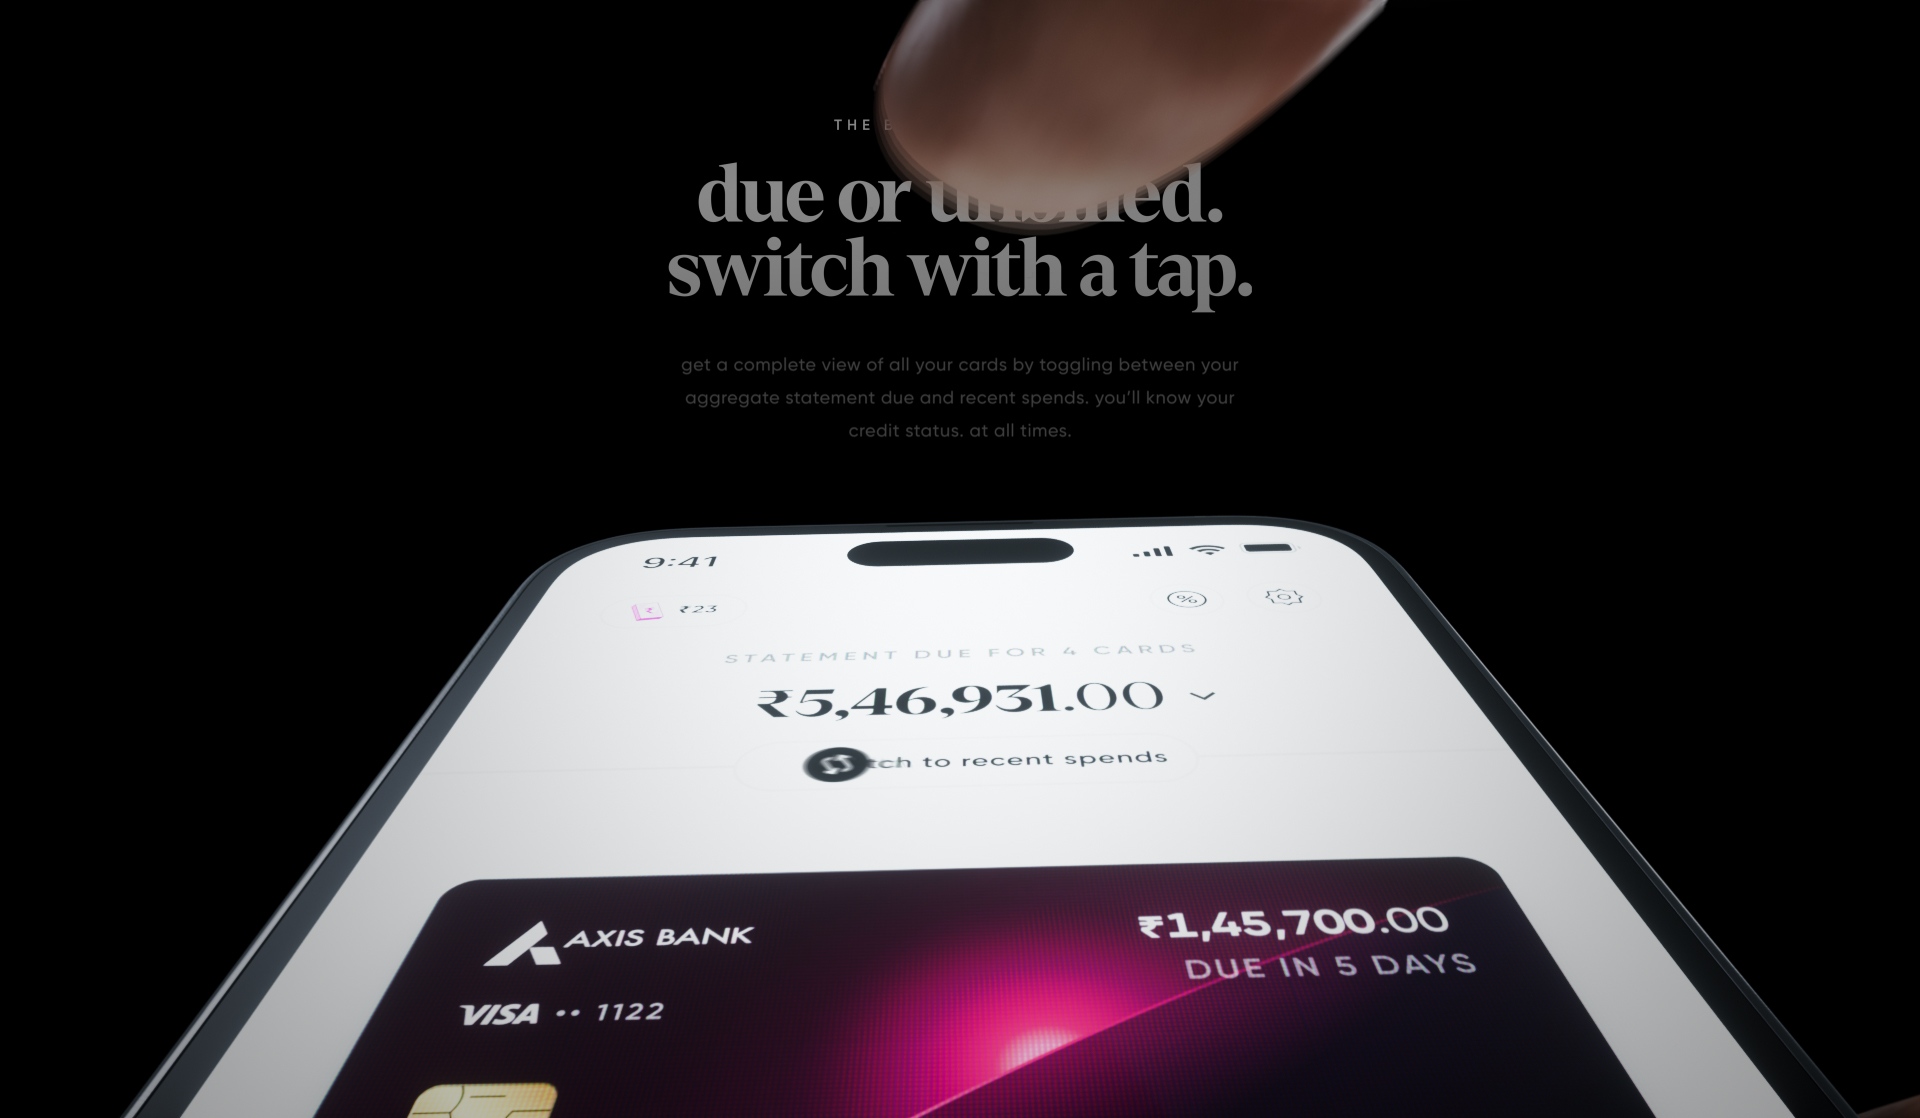 THE
due or
switch with a tap.
get a complete view of all your cards by toggling between your
aggregate statement due and recent spends. you’ll know your
credit status. at all times.
9:41
₹23
STATEMENT DUE FOR 4 CARDS
₹5,46,931.00
to recent spends
AXIS BANK
₹1,45,700.00
DUE IN 5 DAYS
VISA •• 1122